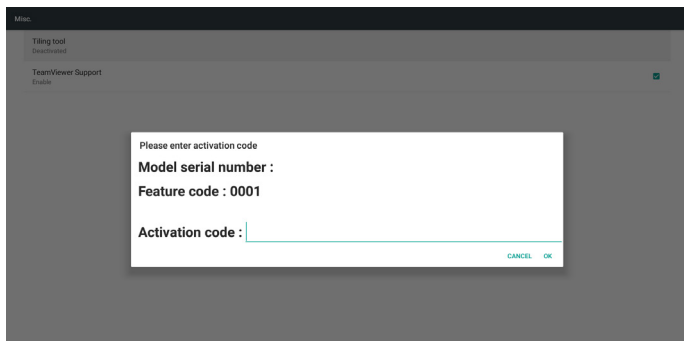 Misc.
Tiling tool
Deactivated
TeamViewer Support
Enable
Please enter activation code
Model serial number :
Feature code : 0001
Activation code :
CANCEL OK